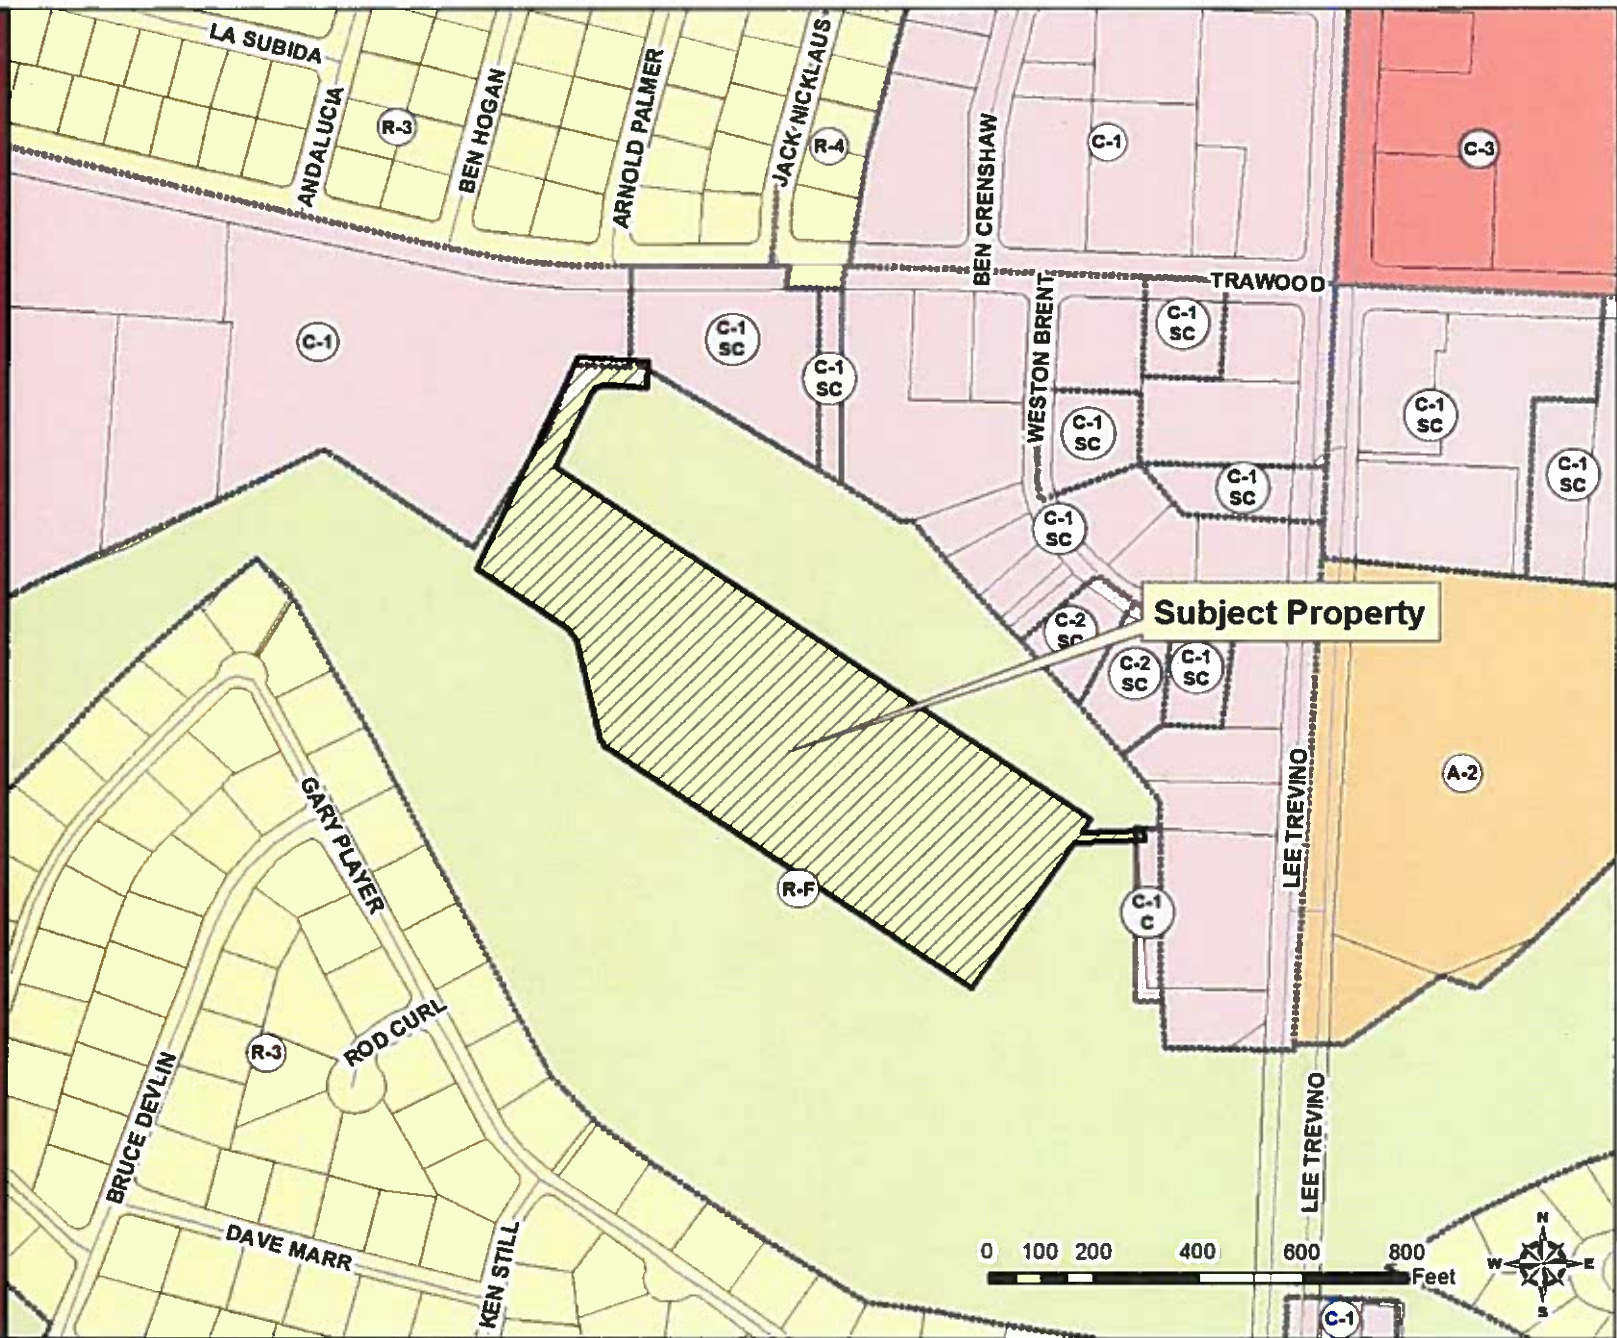 LA SUBIDA
ANDALUCIA
R-3
BEN HOGAN
ARNOLD PALMER
JACK NICKLAUS
R-4
BEN CRENSHAW
C-1
C-3
TRAWOOD
C-1
C-1
SC
C-1
SC
WESTON BRENT
C-1
SC
C-1
SC
C-1
SC
C-1
SC
C-1
SC
C-1
SC
Subject Property
C-2
SC
C-2
SC
C-1
SC
A-2
LEE TREVINO
GARY PLAYER
R-F
C-1
C
ROD CURL
R-3
BRUCE DEVLIN
DAVE MARR
KEN STILL
LEE TREVINO
0 100 200 400 600 800
Feet
N
W E
S
C-1